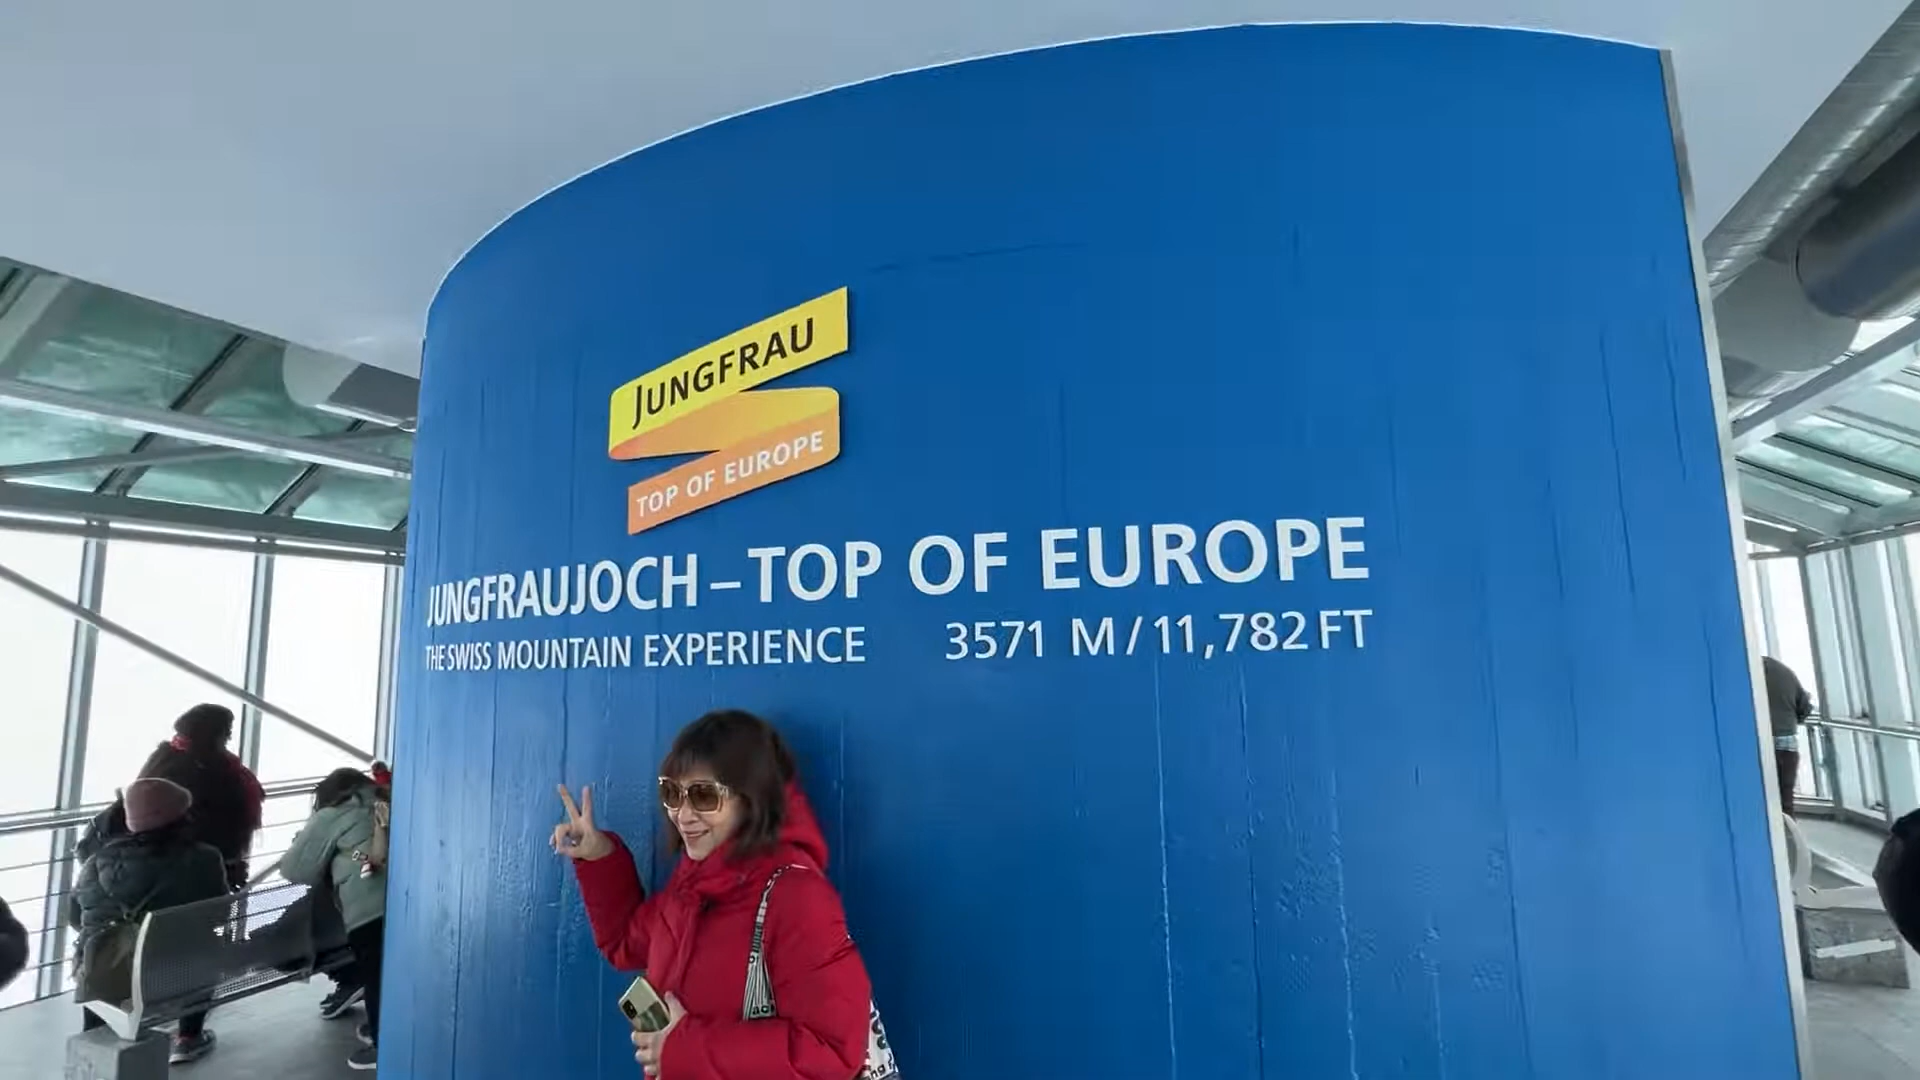 JUNGFRAU
TOP OF EUROPE
JUNGFRAUJOCH – TOP OF EUROPE
THE SWISS MOUNTAIN EXPERIENCE 3571 M / 11,782 FT